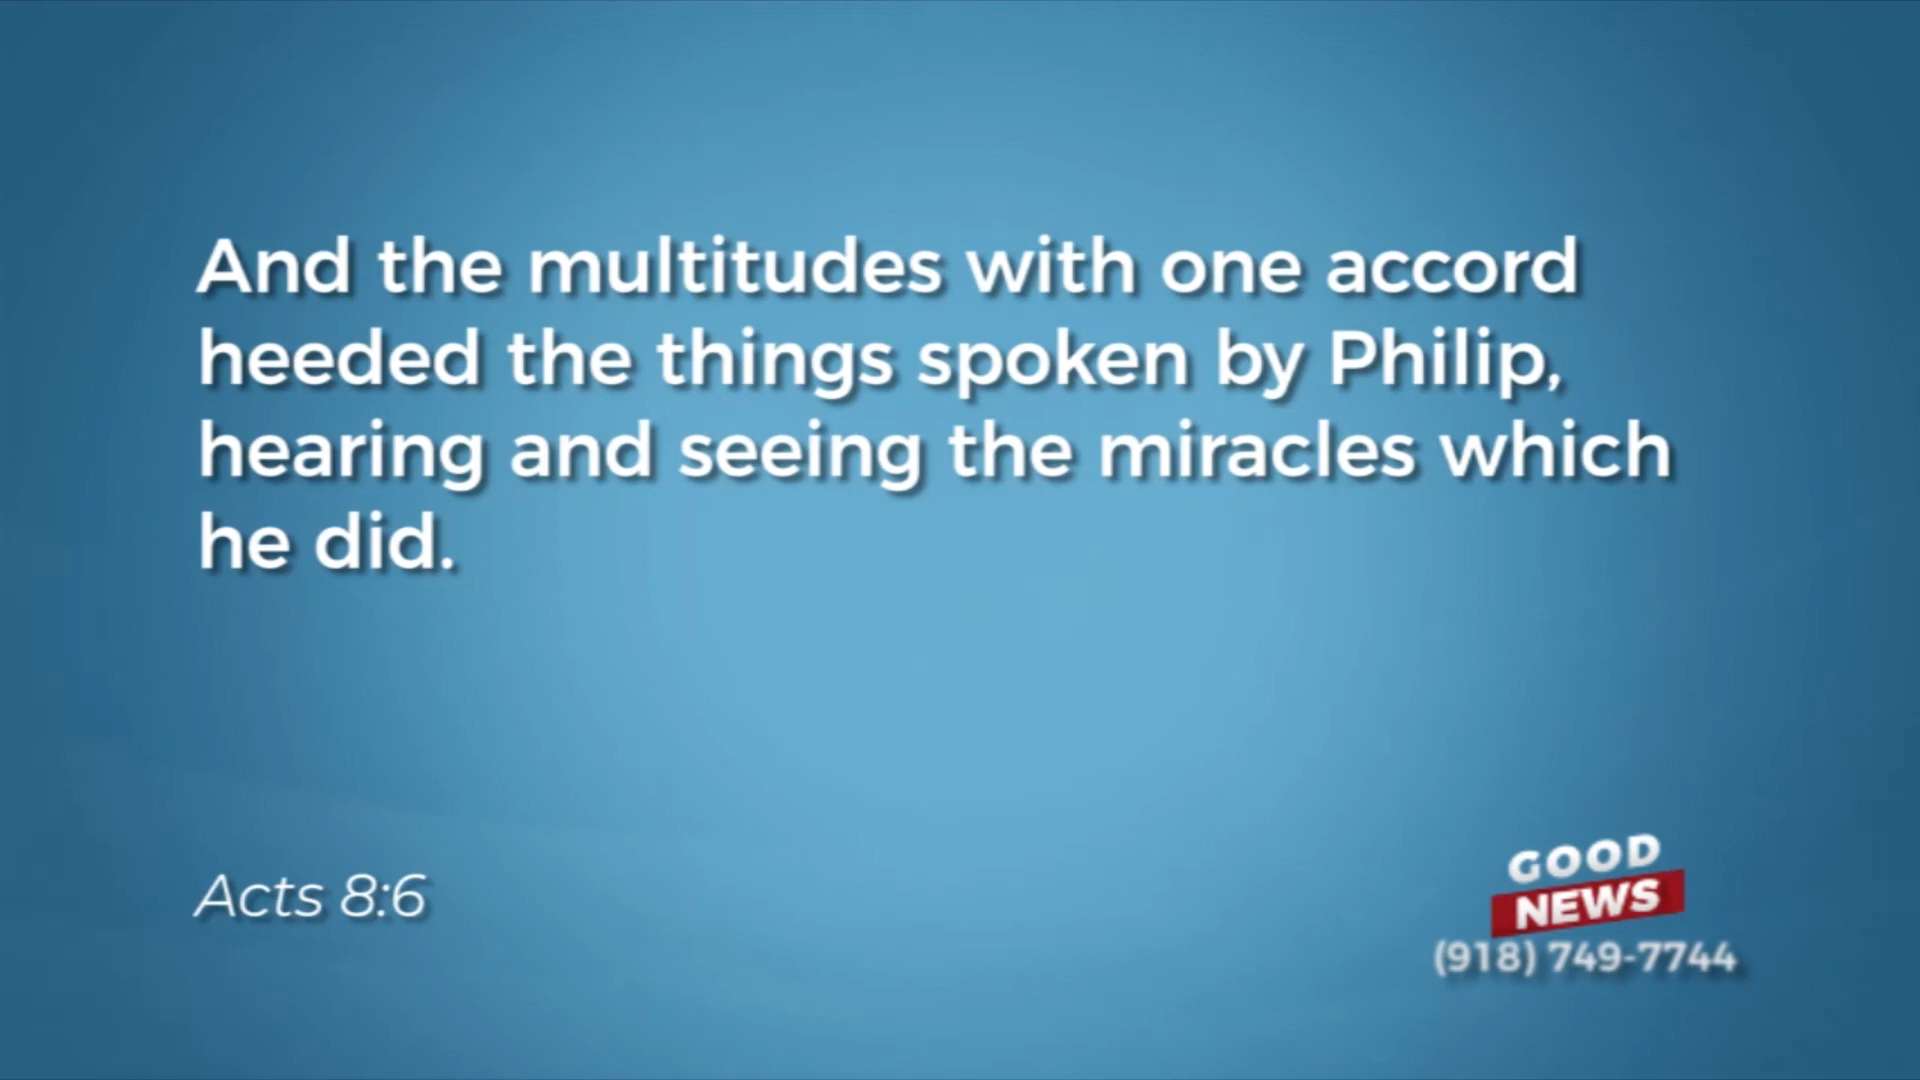 And the multitudes with one accord
heeded the things spoken by Philip,
hearing and seeing the miracles which
he did.
Acts 8:6
GOOD
NEWS
(918) 749-7744